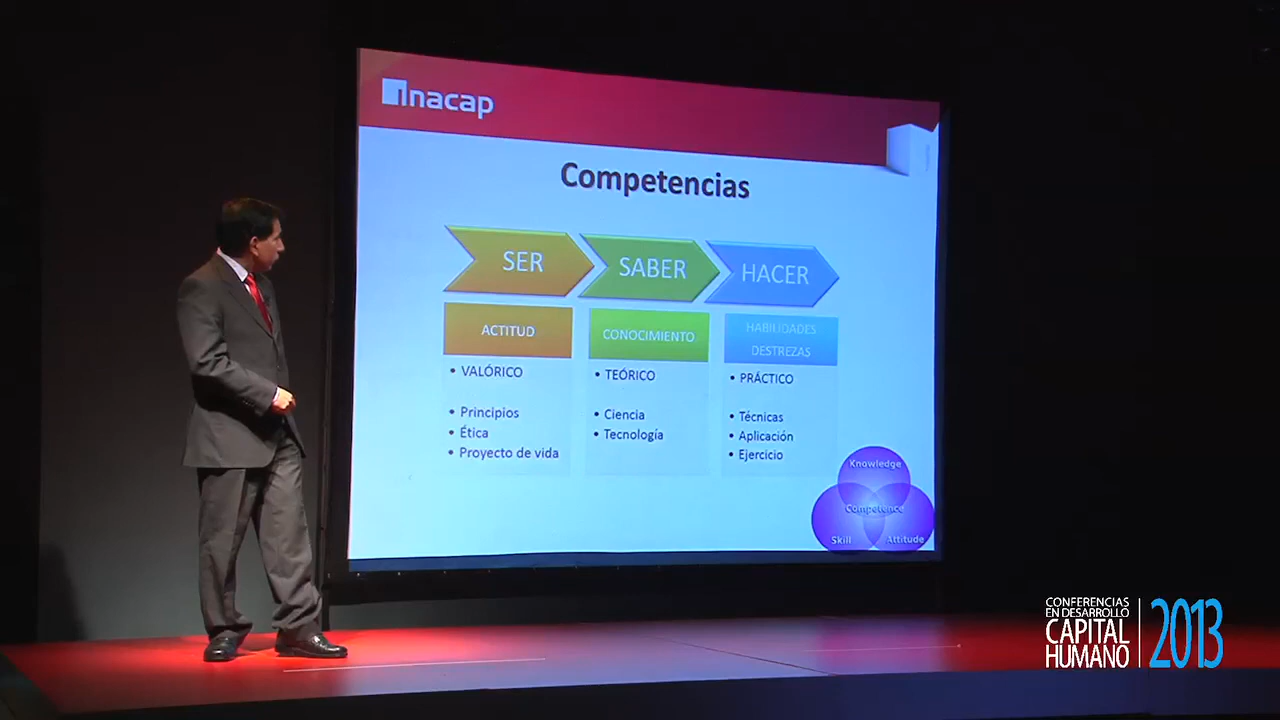 Inacap
Competencias
SER
SABER
HACER
ACTITUD
CONOCIMIENTO
HABILIDADES
DESTREZAS
• VALÓRICO
• Principios
• Ética
• Proyecto de vida
• TEÓRICO
• Ciencia
• Tecnología
• PRÁCTICO
• Técnicas
• Aplicación
• Ejercicio
Knowledge
Competence
Skill
Attitude
CONFERENCIAS
EN DESARROLLO
CAPITAL
HUMANO
2013